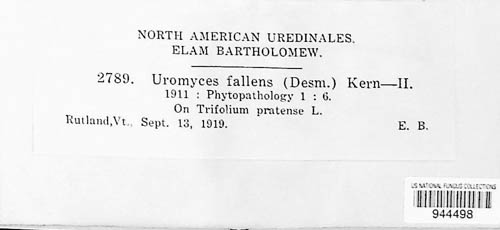 NORTH AMERICAN UREDINALES.
ELAM BARTHOLOMEW.
2789. Uromyces fallens (Desm.) Kern—II.
1911 : Phytopathology 1 : 6.
On Trifolium pratense L.
Rutland, Vt., Sept. 13, 1919. E. B.
US NATIONAL FUNGUS COLLECTIONS
944498